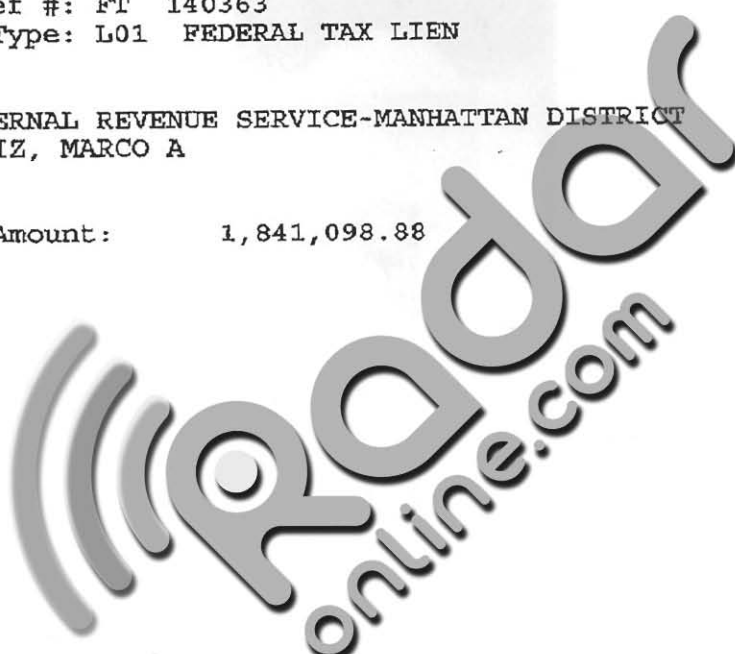 ef #: FT 140363
Type: L01 FEDERAL TAX LIEN
ERNAL REVENUE SERVICE-MANHATTAN DISTRICT
IZ, MARCO A
Amount: 1,841,098.88
Radar
online.com